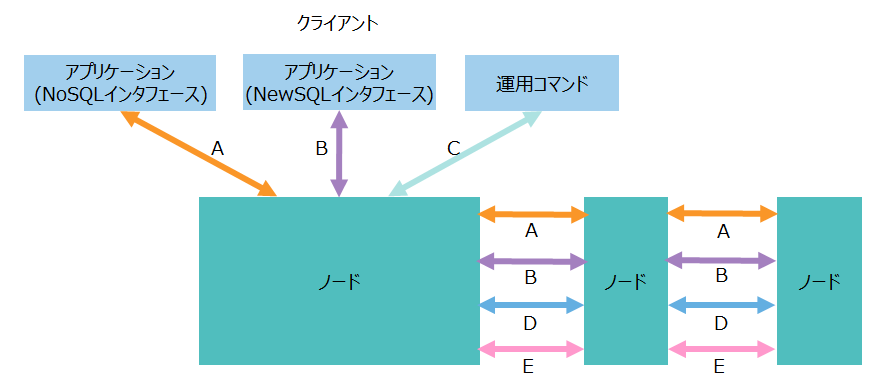 クライアント
アプリケーション
(NoSQLインタフェース)
アプリケーション
(NewSQLインタフェース)
運用コマンド
A
B
C
ノード
ノード
ノード
A
A
B
B
D
D
E
E